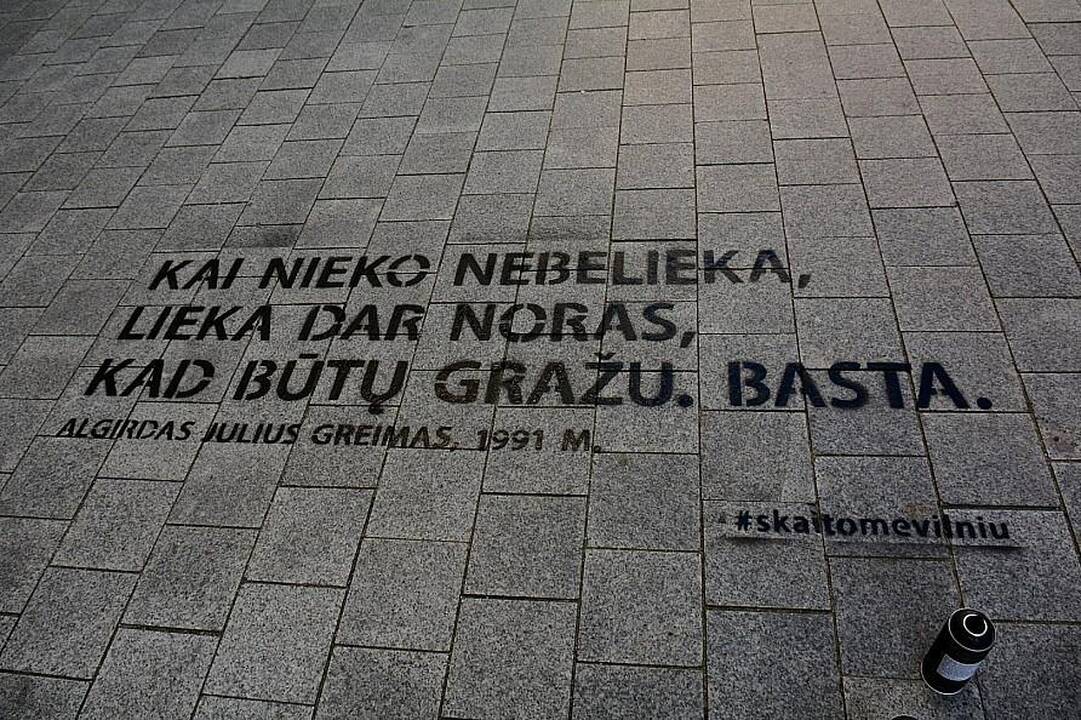 KAI NIEKO NEBELIEKA,
LIEKA DAR NORAS,
KAD BŪTŲ GRAŽU. BASTA.
ALGIRDAS JULIUS GREIMAS, 1991 M.
#skaitomevilniu